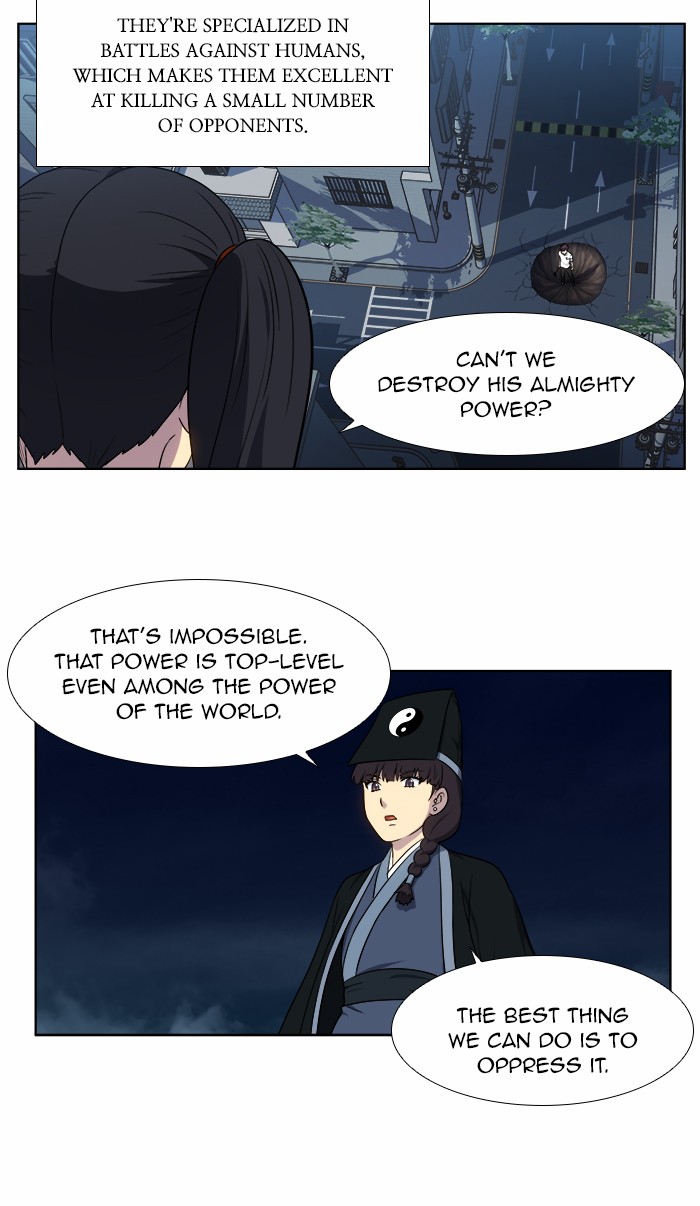 THEY'RE SPECIALIZED IN
BATTLES AGAINST HUMANS,
WHICH MAKES THEM EXCELLENT
AT KILLING A SMALL NUMBER
OF OPPONENTS.
CAN'T WE
DESTROY HIS ALMIGHTY
POWER?
THAT'S IMPOSSIBLE.
THAT POWER IS TOP-LEVEL
EVEN AMONG THE POWER
OF THE WORLD.
THE BEST THING
WE CAN DO IS TO
OPPRESS IT.